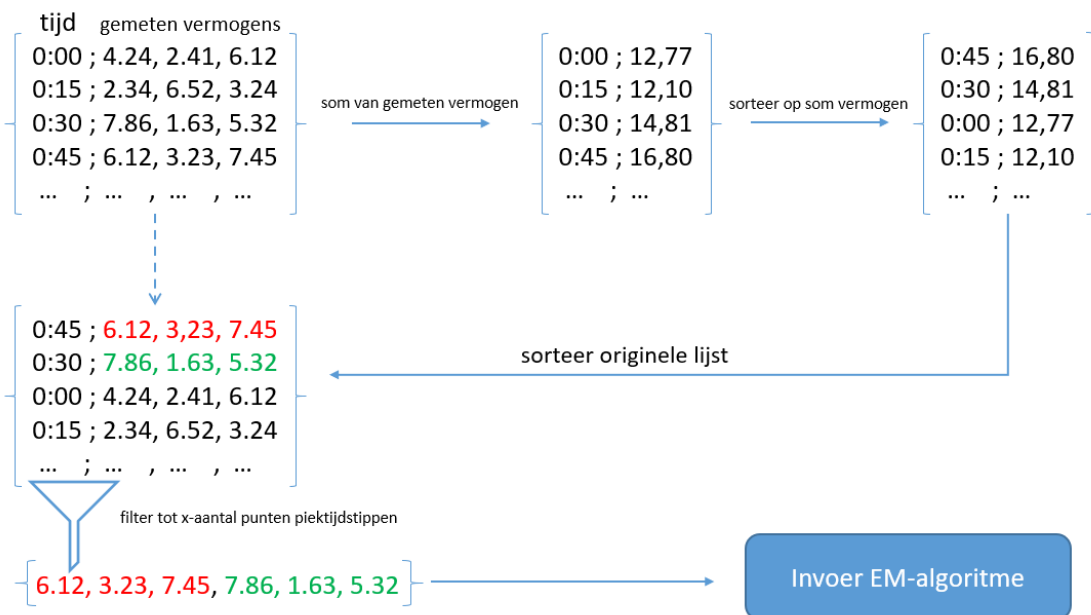 tijd gemeten vermogens
0:00 ; 4.24, 2.41, 6.12
0:15 ; 2.34, 6.52, 3.24
0:30 ; 7.86, 1.63, 5.32
0:45 ; 6.12, 3.23, 7.45
... ; ... , ... , ...
som van gemeten vermogen
0:00 ; 12,77
0:15 ; 12,10
0:30 ; 14,81
0:45 ; 16,80
... ; ...
sorteer op som vermogen
0:45 ; 16,80
0:30 ; 14,81
0:00 ; 12,77
0:15 ; 12,10
... ; ...
sorteer originele lijst
0:45 ; 6.12, 3,23, 7.45
0:30 ; 7.86, 1.63, 5.32
0:00 ; 4.24, 2.41, 6.12
0:15 ; 2.34, 6.52, 3.24
... ; ... , ... , ...
filter tot x-aantal punten piektijdstippen
6.12, 3.23, 7.45, 7.86, 1.63, 5.32
Invoer EM-algoritme